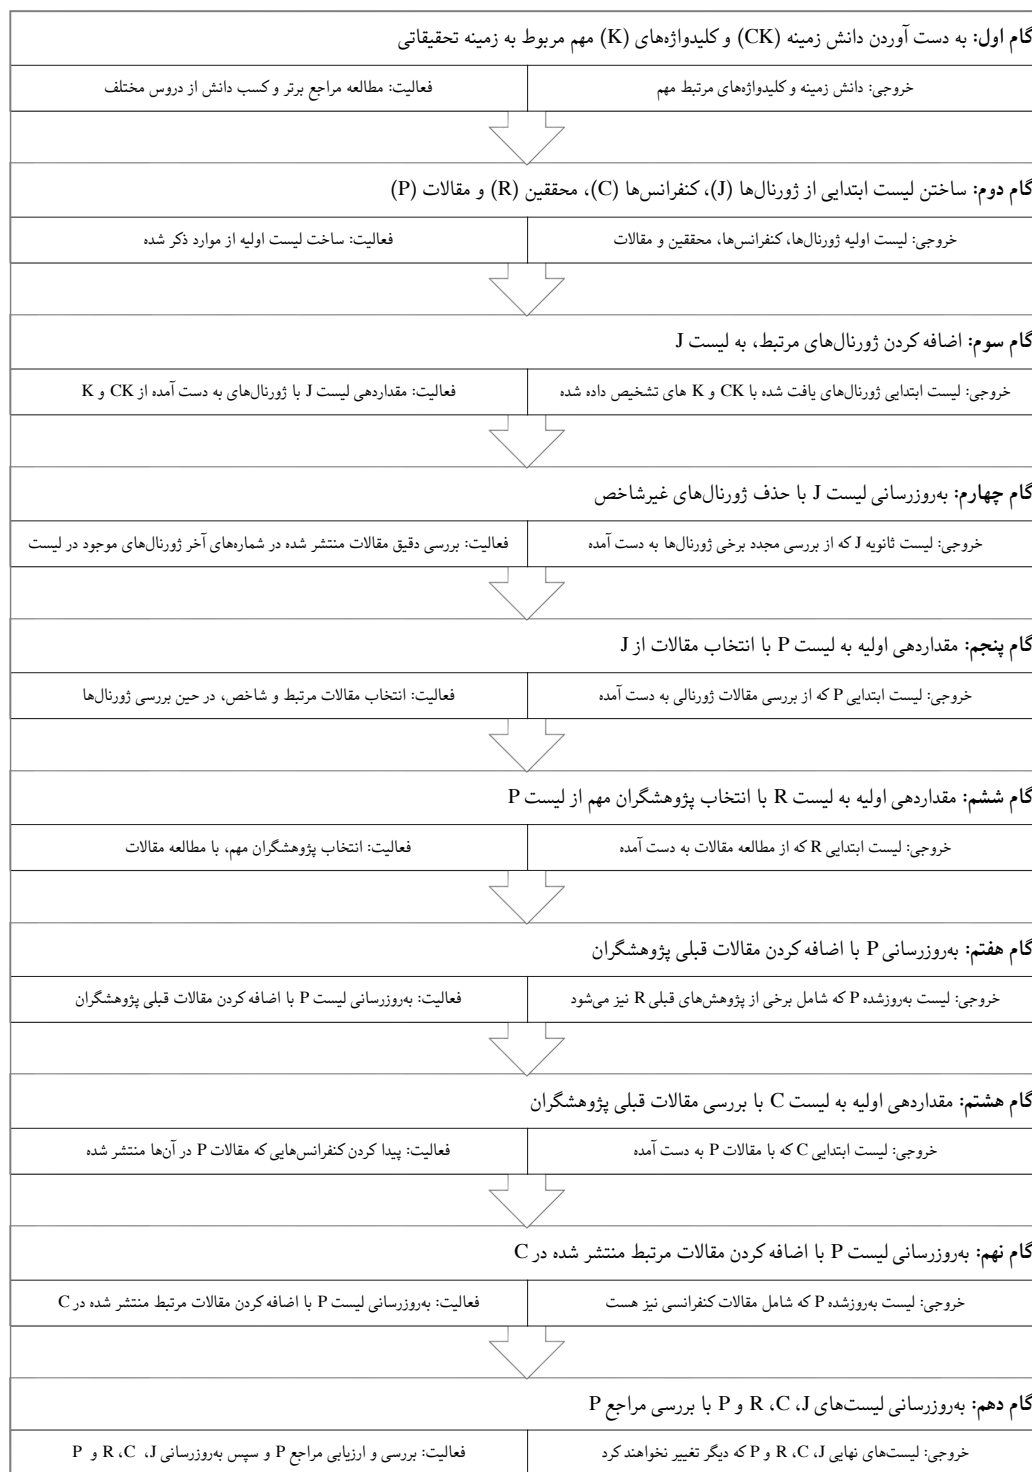 گام اول: به دست آوردن دانش زمینه (CK) و کلیدواژه‌های (K) مهم مربوط به زمینه تحقیقاتی
خروجی: دانش زمینه و کلیدواژه‌های مرتبط مهم
فعالیت: مطالعه مراجع برتر و کسب دانش از دروس مختلف
گام دوم: ساختن لیست ابتدایی از ژورنال‌ها (J)، کنفرانس‌ها (C)، محققین (R) و مقالات (P)
خروجی: لیست اولیه ژورنال‌ها، کنفرانس‌ها، محققین و مقالات
فعالیت: ساخت لیست اولیه از موارد ذکر شده
گام سوم: اضافه کردن ژورنال‌های مرتبط، به لیست J
خروجی: لیست ابتدایی ژورنال‌های یافت شده با CK و K های تشخیص داده شده
فعالیت: مقداردهی لیست J با ژورنال‌های به دست آمده از CK و K
گام چهارم: به‌روزرسانی لیست J با حذف ژورنال‌های غیرشاخص
خروجی: لیست ثانویه J که از بررسی مجدد برخی ژورنال‌ها به دست آمده
فعالیت: بررسی دقیق مقالات منتشر شده در شماره‌های آخر ژورنال‌های موجود در لیست
گام پنجم: مقداردهی اولیه به لیست P با انتخاب مقالات از J
خروجی: لیست ابتدایی P که از بررسی مقالات ژورنالی به دست آمده
فعالیت: انتخاب مقالات مرتبط و شاخص، در حین بررسی ژورنال‌ها
گام ششم: مقداردهی اولیه به لیست R با انتخاب پژوهشگران مهم از لیست P
خروجی: لیست ابتدایی R که از مطالعه مقالات به دست آمده
فعالیت: انتخاب پژوهشگران مهم، با مطالعه مقالات
گام هفتم: به‌روزرسانی P با اضافه کردن مقالات قبلی پژوهشگران
خروجی: لیست به‌روزشده P که شامل برخی از پژوهش‌های قبلی R نیز می‌شود
فعالیت: به‌روزرسانی لیست P با اضافه کردن مقالات قبلی پژوهشگران
گام هشتم: مقداردهی اولیه به لیست C با بررسی مقالات قبلی پژوهشگران
خروجی: لیست ابتدایی C که با مقالات P به دست آمده
فعالیت: پیدا کردن کنفرانس‌هایی که مقالات P در آن‌ها منتشر شده
گام نهم: به‌روزرسانی لیست P با اضافه کردن مقالات مرتبط منتشر شده در C
خروجی: لیست به‌روزشده P که شامل مقالات کنفرانسی نیز هست
فعالیت: به‌روزرسانی لیست P با اضافه کردن مقالات مرتبط منتشر شده در C
گام دهم: به‌روزرسانی لیست‌های R ،C ،J و P با بررسی مراجع P
خروجی: لیست‌های نهایی R ،C ،J و P که دیگر تغییر نخواهند کرد
فعالیت: بررسی و ارزیابی مراجع P و سپس به‌روزرسانی R ،C ،J و P